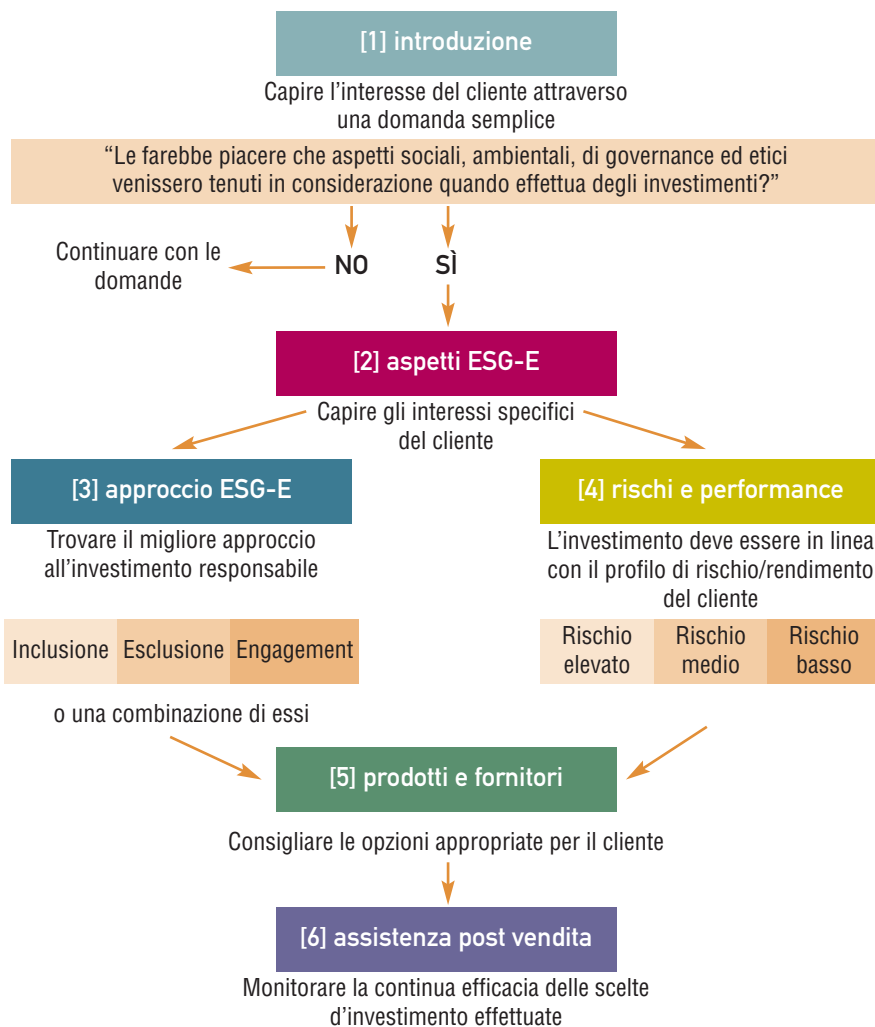 [1] introduzione
Capire l'interesse del cliente attraverso
una domanda semplice
“Le farebbe piacere che aspetti sociali, ambientali, di governance ed etici
venissero tenuti in considerazione quando effettua degli investimenti?”
Continuare con le
domande
NO
SÌ
[2] aspetti ESG-E
Capire gli interessi specifici
del cliente
[3] approccio ESG-E
Trovare il migliore approccio
all'investimento responsabile
Inclusione
Esclusione
Engagement
o una combinazione di essi
[4] rischi e performance
L'investimento deve essere in linea
con il profilo di rischio/rendimento
del cliente
Rischio
elevato
Rischio
medio
Rischio
basso
[5] prodotti e fornitori
Consigliare le opzioni appropriate per il cliente
[6] assistenza post vendita
Monitorare la continua efficacia delle scelte
d'investimento effettuate